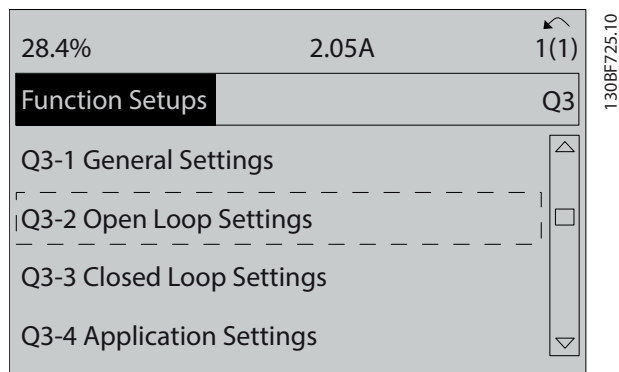 28.4% 2.05A 1(1)
Function Setups Q3
Q3-1 General Settings
Q3-2 Open Loop Settings
Q3-3 Closed Loop Settings
Q3-4 Application Settings
130BF725.10